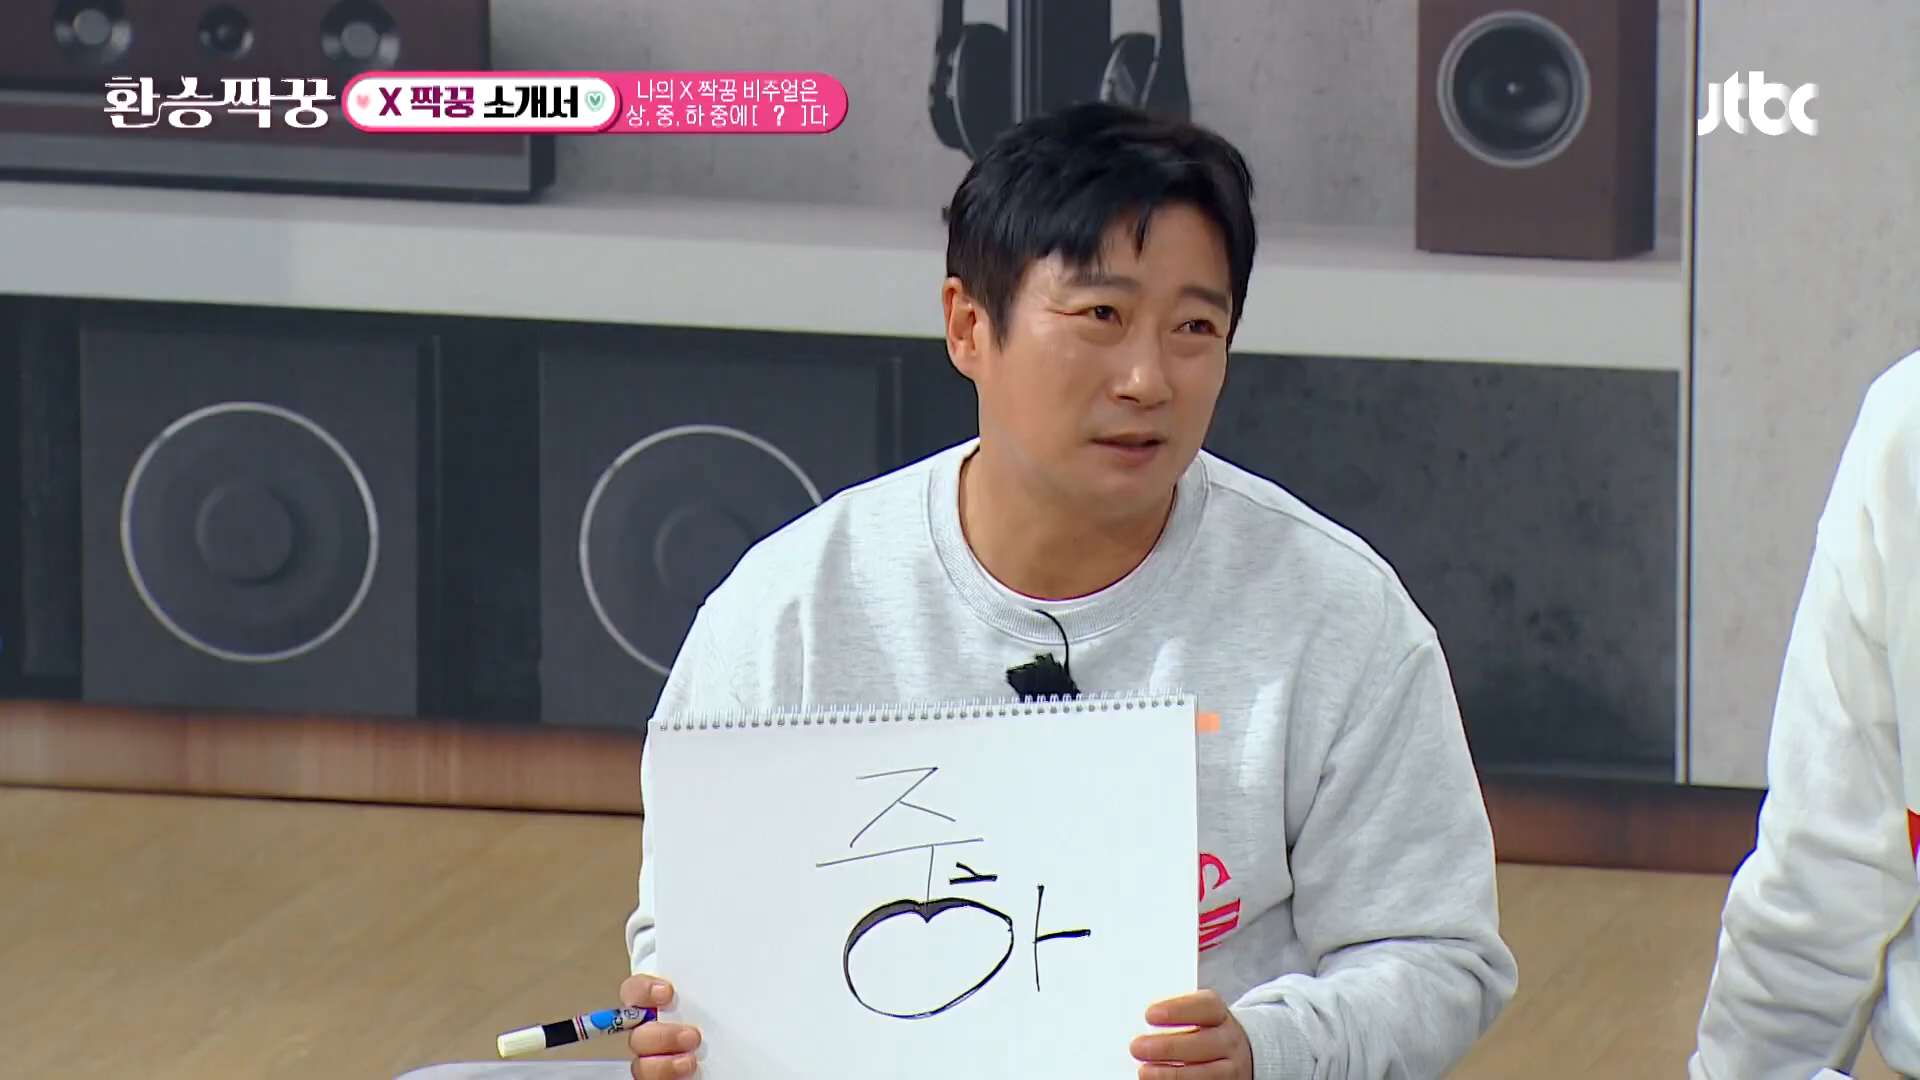 환승짝꿍
X 짝꿍 소개서
나의 X 짝꿍 비주얼은
상, 중, 하 중에[ ? ]다
jtbc
중
하